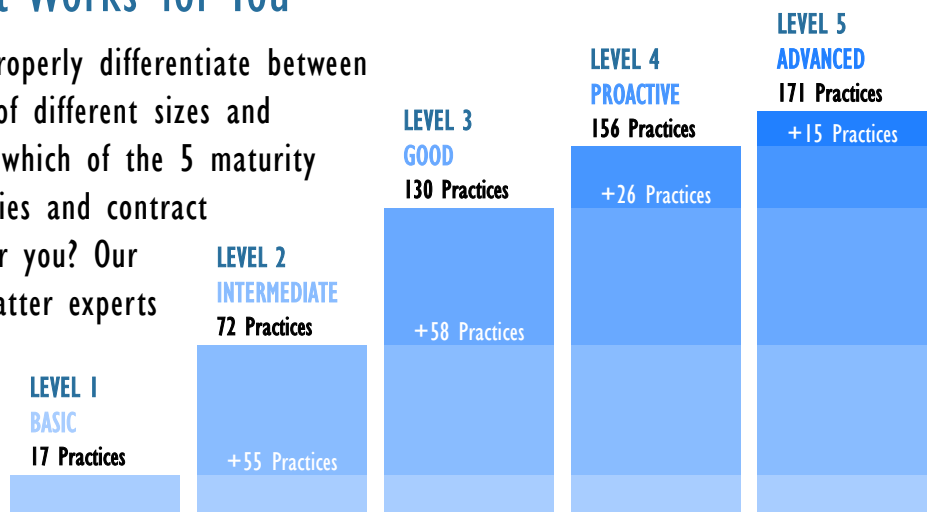 Works for You
roperly differentiate between
of different sizes and
which of the 5 maturity
ies and contract
r you? Our
atter experts
LEVEL 1
BASIC
17 Practices
LEVEL 2
INTERMEDIATE
72 Practices
+55 Practices
LEVEL 3
GOOD
130 Practices
+58 Practices
LEVEL 4
PROACTIVE
156 Practices
+26 Practices
LEVEL 5
ADVANCED
171 Practices
+15 Practices